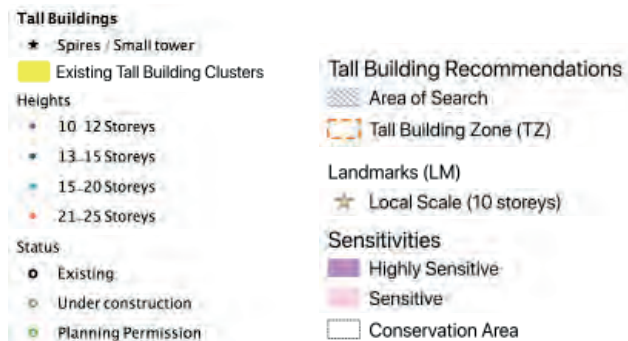 Tall Buildings
Spires / Small tower
Existing Tall Building Clusters
Heights
10-12 Storeys
13-15 Storeys
15-20 Storeys
21-25 Storeys
Status
Existing
Under construction
Planning Permission
Tall Building Recommendations
Area of Search
Tall Building Zone (TZ)
Landmarks (LM)
Local Scale (10 storeys)
Sensitivities
Highly Sensitive
Sensitive
Conservation Area